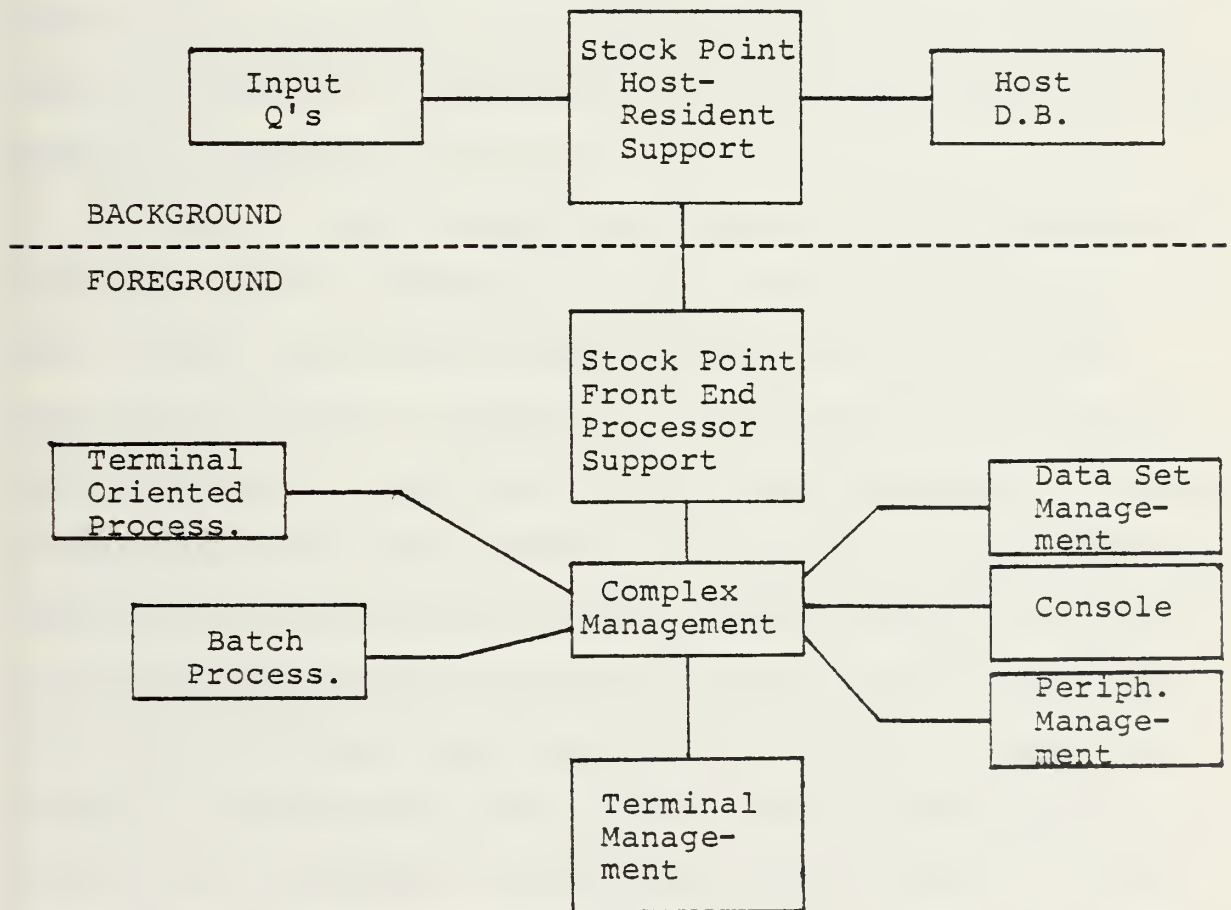 Input
Q's
Stock Point
Host-
Resident
Support
Host
D.B.
BACKGROUND
FOREGROUND
Stock Point
Front End
Processor
Support
Terminal
Oriented
Process.
Batch
Process.
Complex
Management
Data Set
Manage-
ment
Console
Periph.
Manage-
ment
Terminal
Manage-
ment